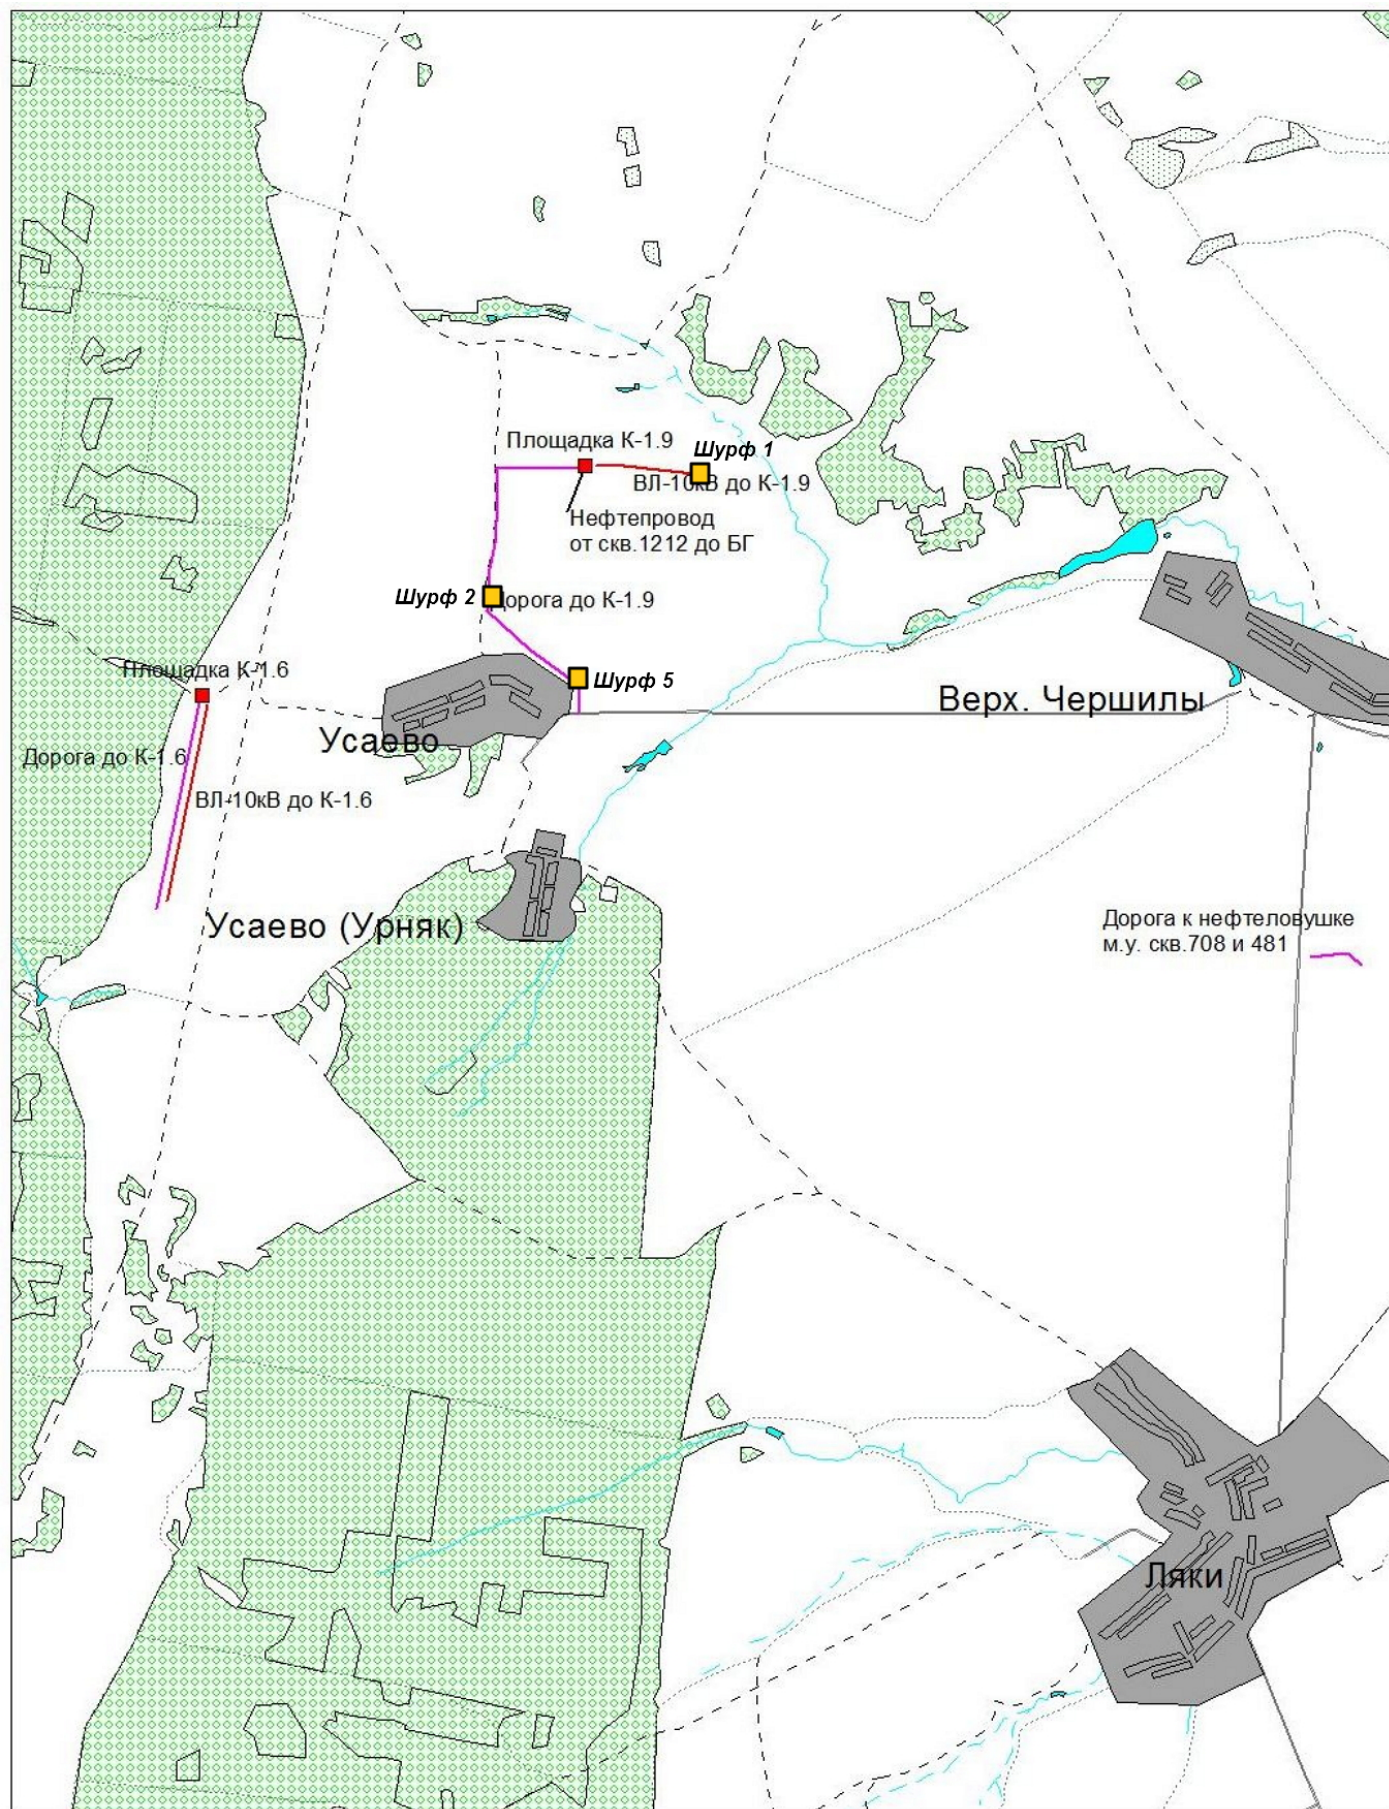 Площадка К-1.9
Шурф 1
ВЛ-10кВ до К-1.9
Нефтепровод
от скв.1212 до БГ
Шурф 2
Дорога до К-1.9
Площадка К-1.6
Шурф 5
Верх. Чершилы
Усаево
Дорога до К-1.6
ВЛ-10кВ до К-1.6
Усаево (Урняк)
Дорога к нефтеловушке
м.у. скв.708 и 481
Ляки